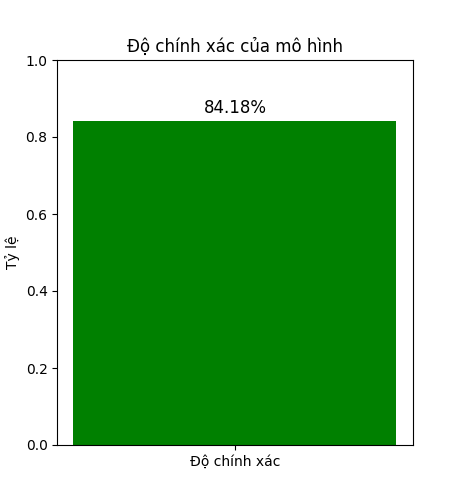 Độ chính xác của mô hình
84.18%
1.0
0.8
0.6
0.4
0.2
0.0
Tỷ lệ
Độ chính xác